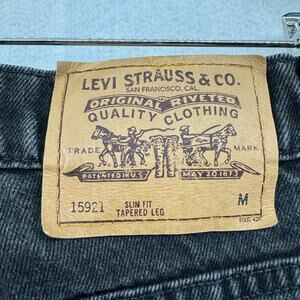 LEVI STRAUSS & CO.
SAN FRANCISCO, CAL.
ORIGINAL RIVETED
QUALITY CLOTHING
TRADE MARK
PATENTED IN U.S. MAY 20 1873
15921 SLIM FIT M
TAPERED LEG